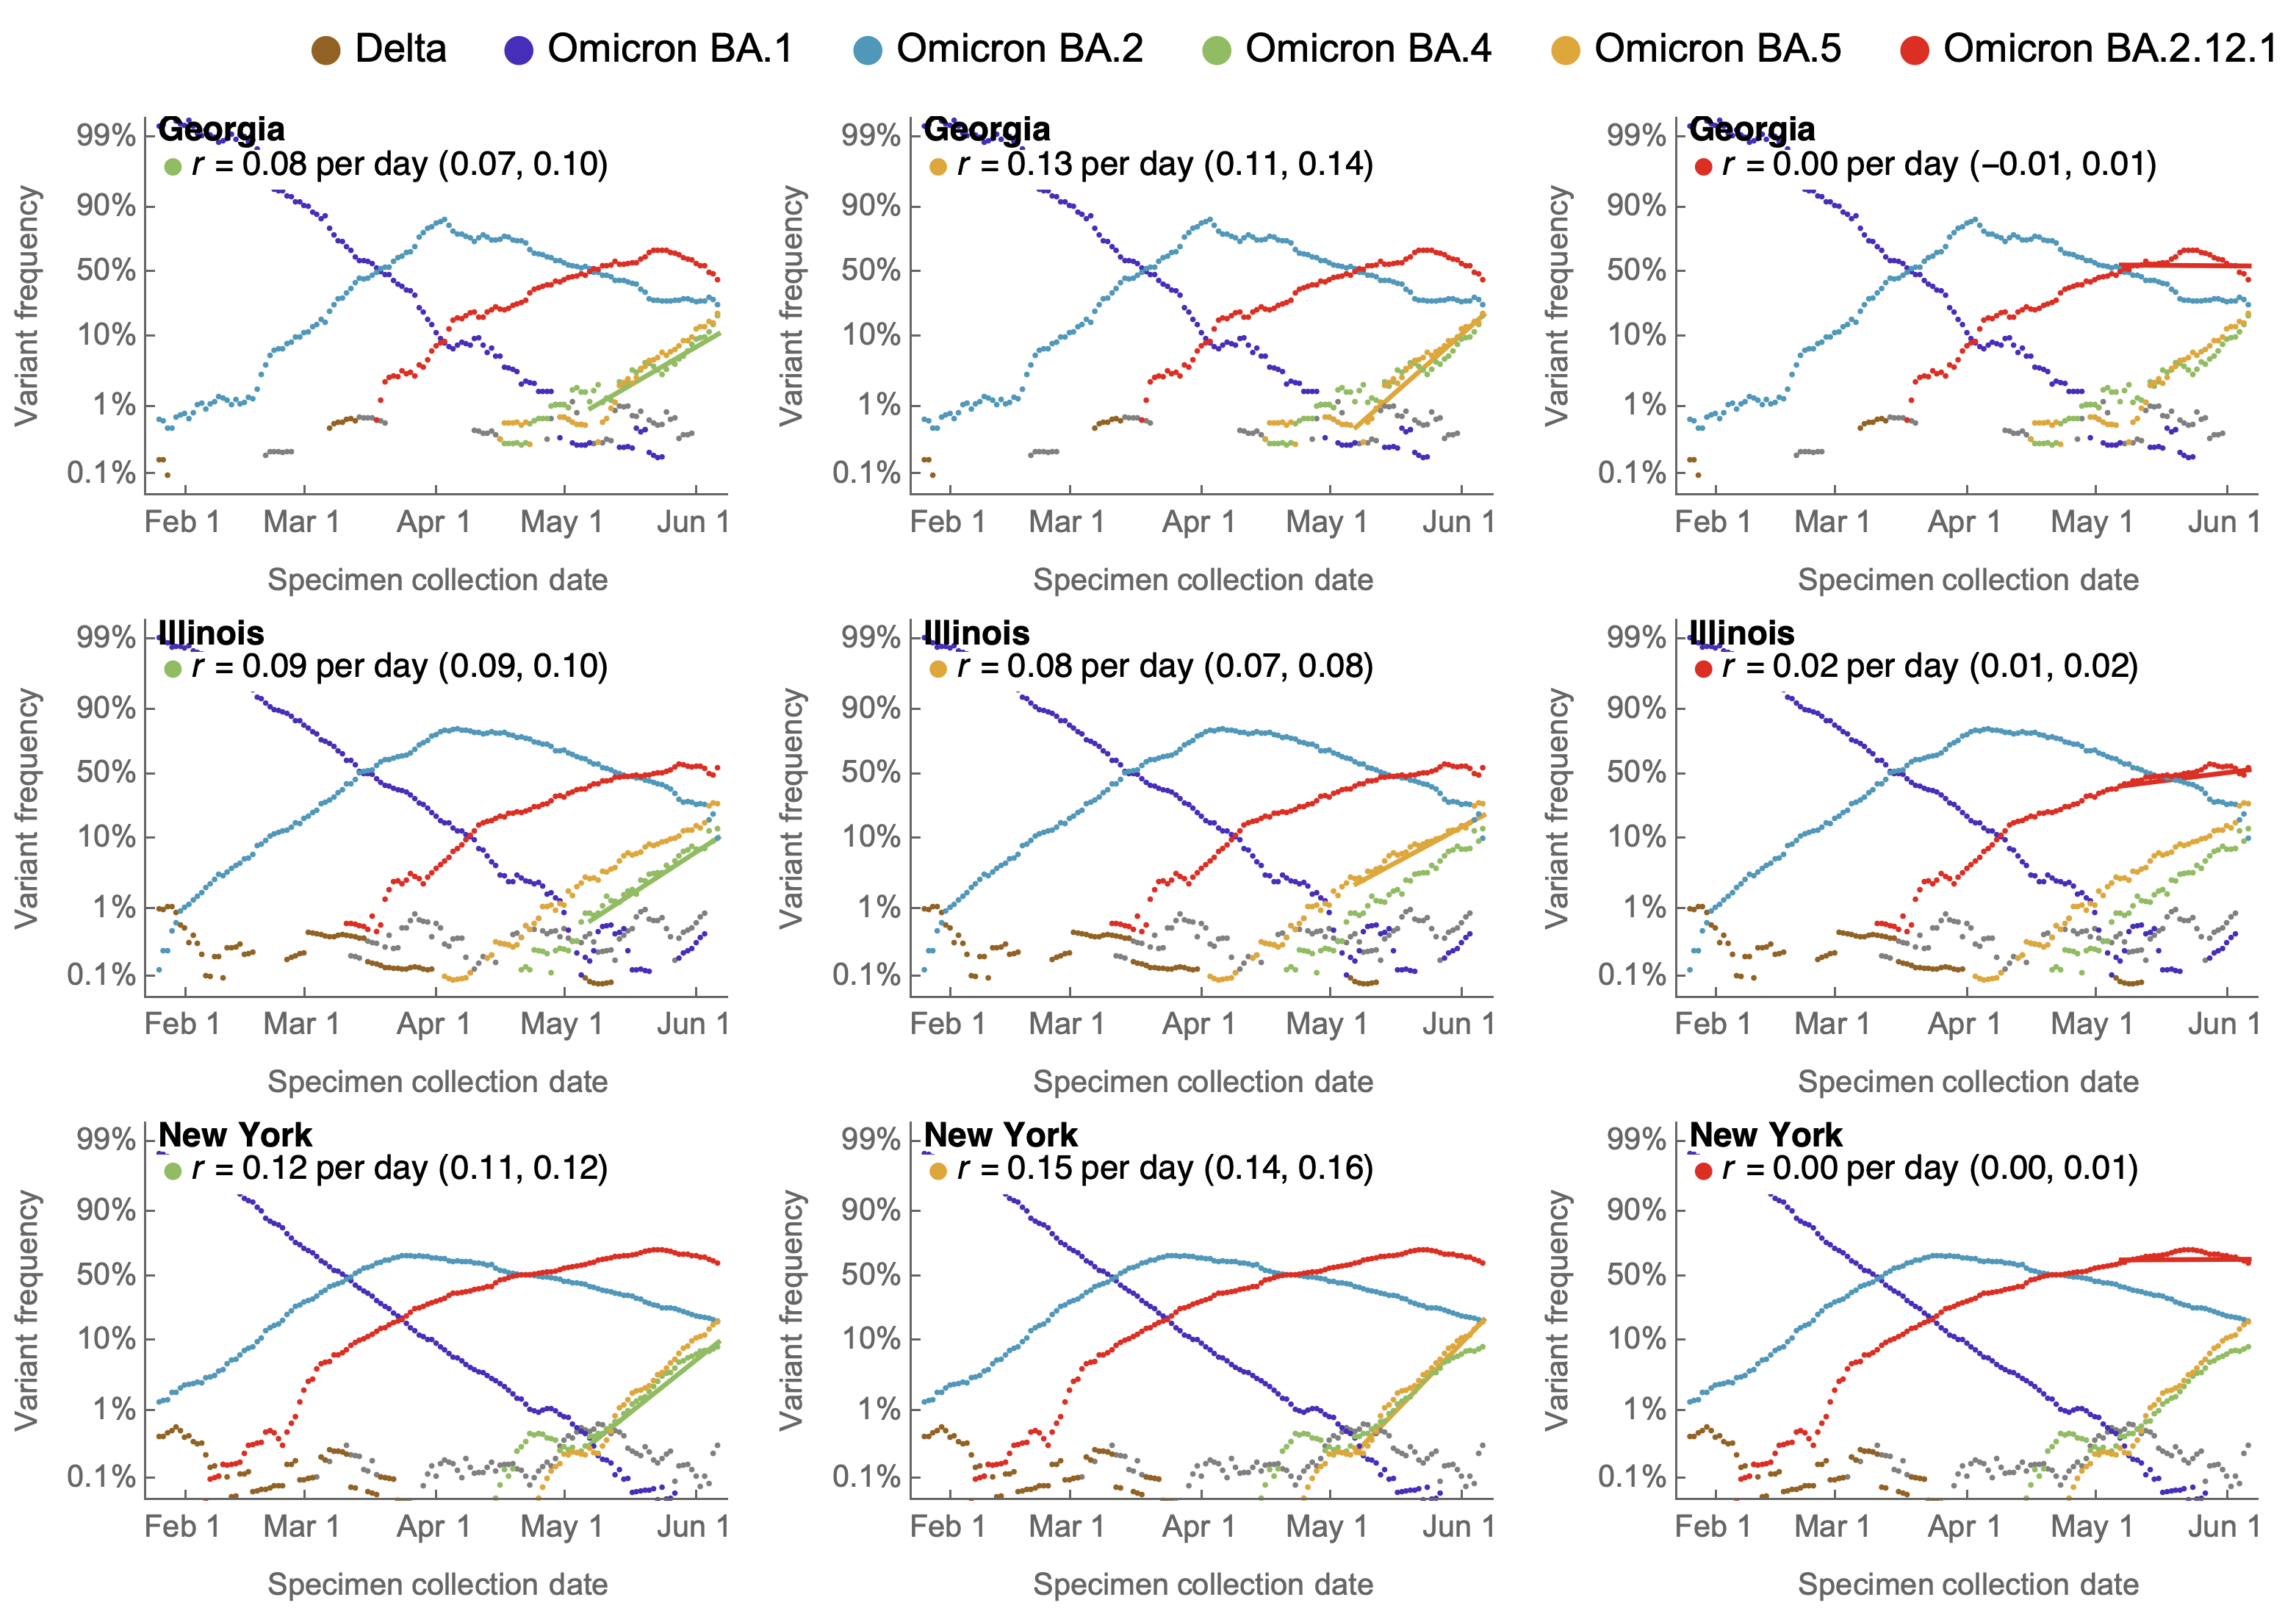 Delta Omicron BA.1 Omicron BA.2 Omicron BA.4 Omicron BA.5 Omicron BA.2.12.1
Georgia
r = 0.08 per day (0.07, 0.10)
99%
90%
50%
10%
1%
0.1%
Variant frequency
Feb 1 Mar 1 Apr 1 May 1 Jun 1
Specimen collection date
Georgia
r = 0.13 per day (0.11, 0.14)
99%
90%
50%
10%
1%
0.1%
Variant frequency
Feb 1 Mar 1 Apr 1 May 1 Jun 1
Specimen collection date
Georgia
r = 0.00 per day (−0.01, 0.01)
99%
90%
50%
10%
1%
0.1%
Variant frequency
Feb 1 Mar 1 Apr 1 May 1 Jun 1
Specimen collection date
Illinois
r = 0.09 per day (0.09, 0.10)
99%
90%
50%
10%
1%
0.1%
Variant frequency
Feb 1 Mar 1 Apr 1 May 1 Jun 1
Specimen collection date
Illinois
r = 0.08 per day (0.07, 0.08)
99%
90%
50%
10%
1%
0.1%
Variant frequency
Feb 1 Mar 1 Apr 1 May 1 Jun 1
Specimen collection date
Illinois
r = 0.02 per day (0.01, 0.02)
99%
90%
50%
10%
1%
0.1%
Variant frequency
Feb 1 Mar 1 Apr 1 May 1 Jun 1
Specimen collection date
New York
r = 0.12 per day (0.11, 0.12)
99%
90%
50%
10%
1%
0.1%
Variant frequency
Feb 1 Mar 1 Apr 1 May 1 Jun 1
Specimen collection date
New York
r = 0.15 per day (0.14, 0.16)
99%
90%
50%
10%
1%
0.1%
Variant frequency
Feb 1 Mar 1 Apr 1 May 1 Jun 1
Specimen collection date
New York
r = 0.00 per day (0.00, 0.01)
99%
90%
50%
10%
1%
0.1%
Variant frequency
Feb 1 Mar 1 Apr 1 May 1 Jun 1
Specimen collection date